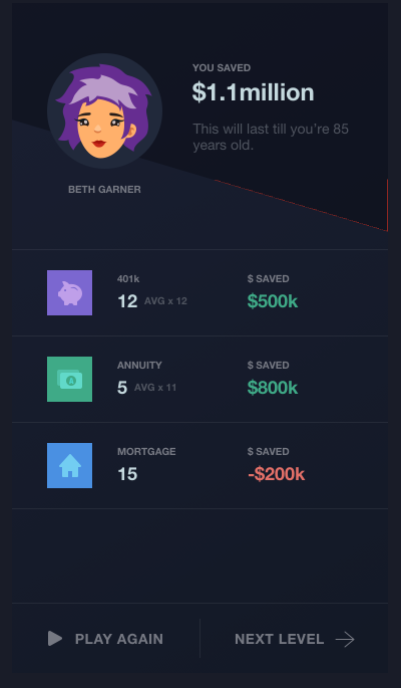 YOU SAVED
$1.1million
This will last till you're 85
years old.
BETH GARNER
401k
$ SAVED
12 AVG x 12
$500k
ANNUITY
$ SAVED
5 AVG x 11
$800k
MORTGAGE
$ SAVED
15
-$200k
PLAY AGAIN
NEXT LEVEL